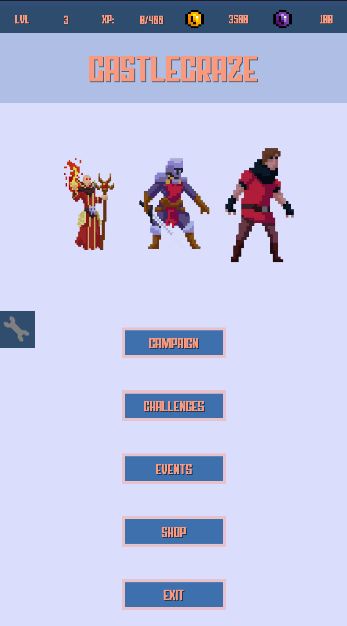 LVL 3 XP: 0/400 3500 100
CASTLECRAZE
CAMPAIGN
CHALLENGES
EVENTS
SHOP
EXIT